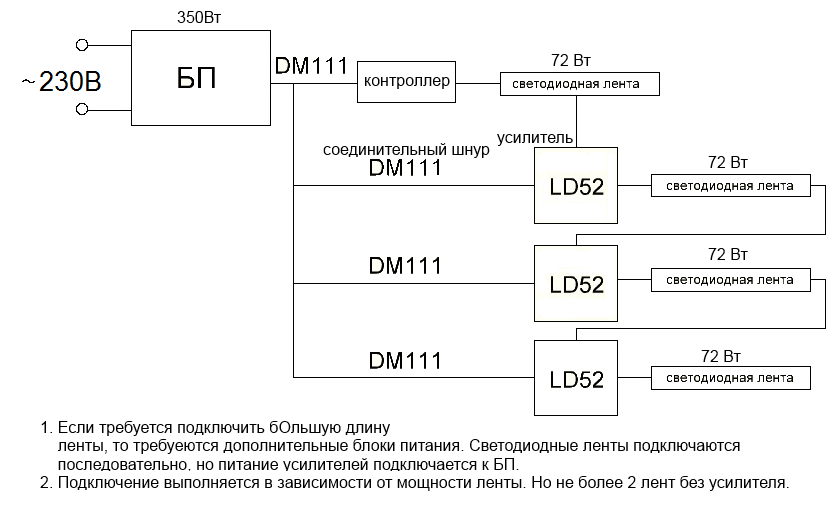 350Вт
~230В
БП
DM111
контроллер
72 Вт
светодиодная лента
усилитель
соединительный шнур
DM111
LD52
72 Вт
светодиодная лента
DM111
LD52
72 Вт
светодиодная лента
DM111
LD52
72 Вт
светодиодная лента
1. Если требуется подключить бОльшую длину
ленты, то требуеются дополнительные блоки питания. Светодиодные ленты подключаются
последовательно, но питание усилителей подключается к БП.
2. Подключение выполняется в зависимости от мощности ленты. Но не более 2 лент без усилителя.